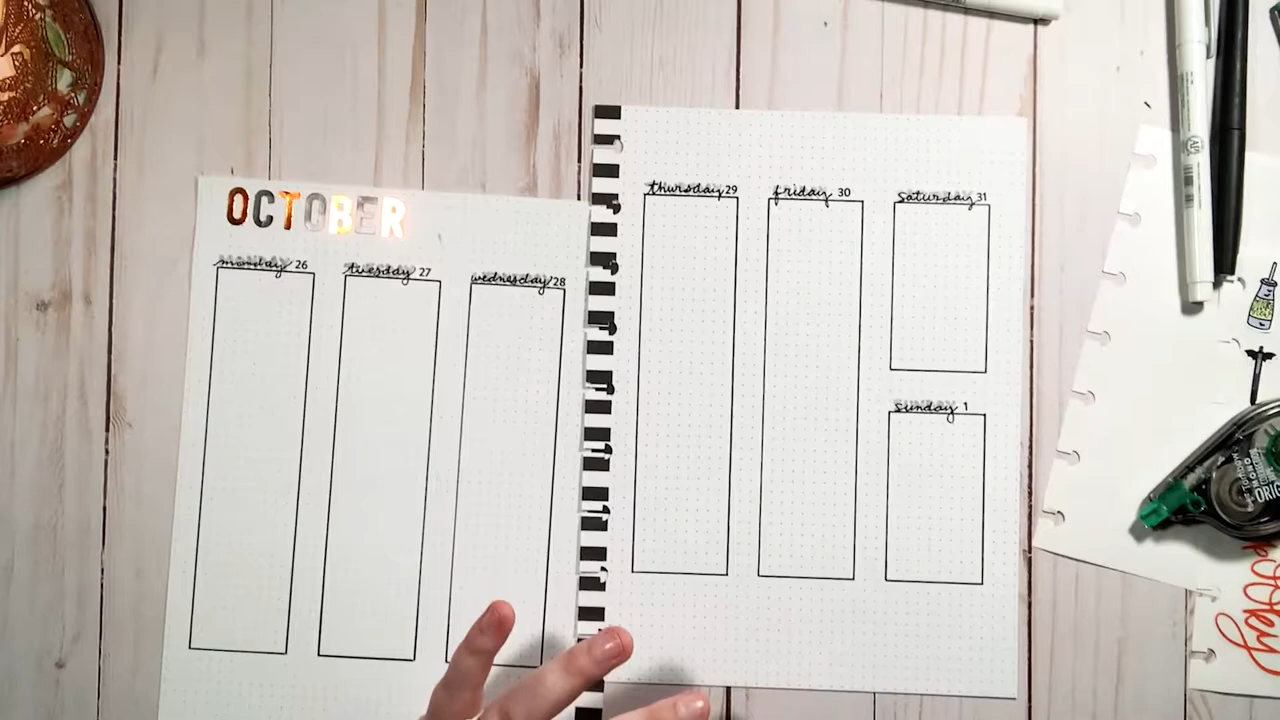 OCTOBER
monday 26
tuesday 27
wednesday 28
thursday 29
friday 30
saturday 31
sunday 1